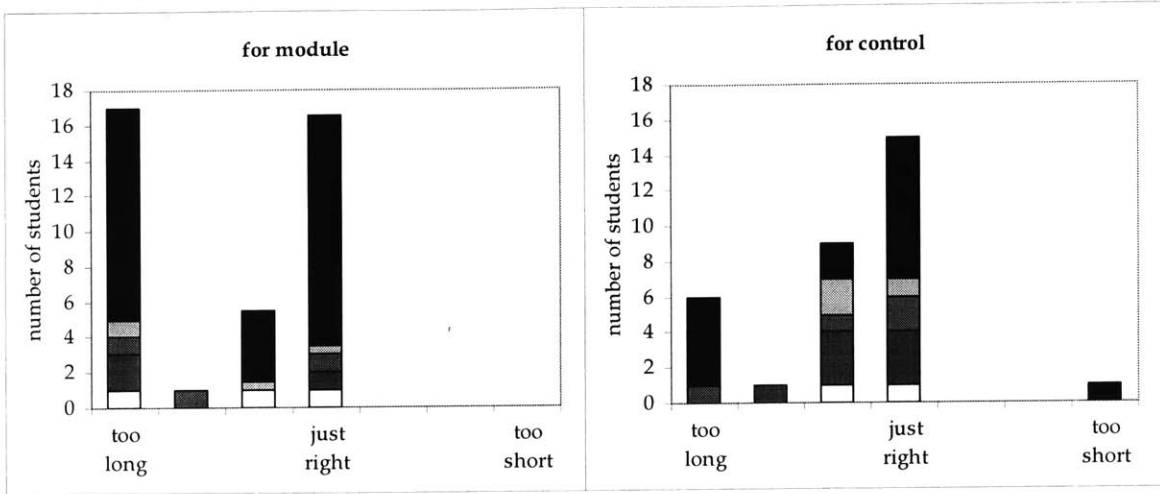 for module
number of students
18
16
14
12
10
8
6
4
2
0
too
long
just
right
too
short
for control
number of students
18
16
14
12
10
8
6
4
2
0
too
long
just
right
too
short